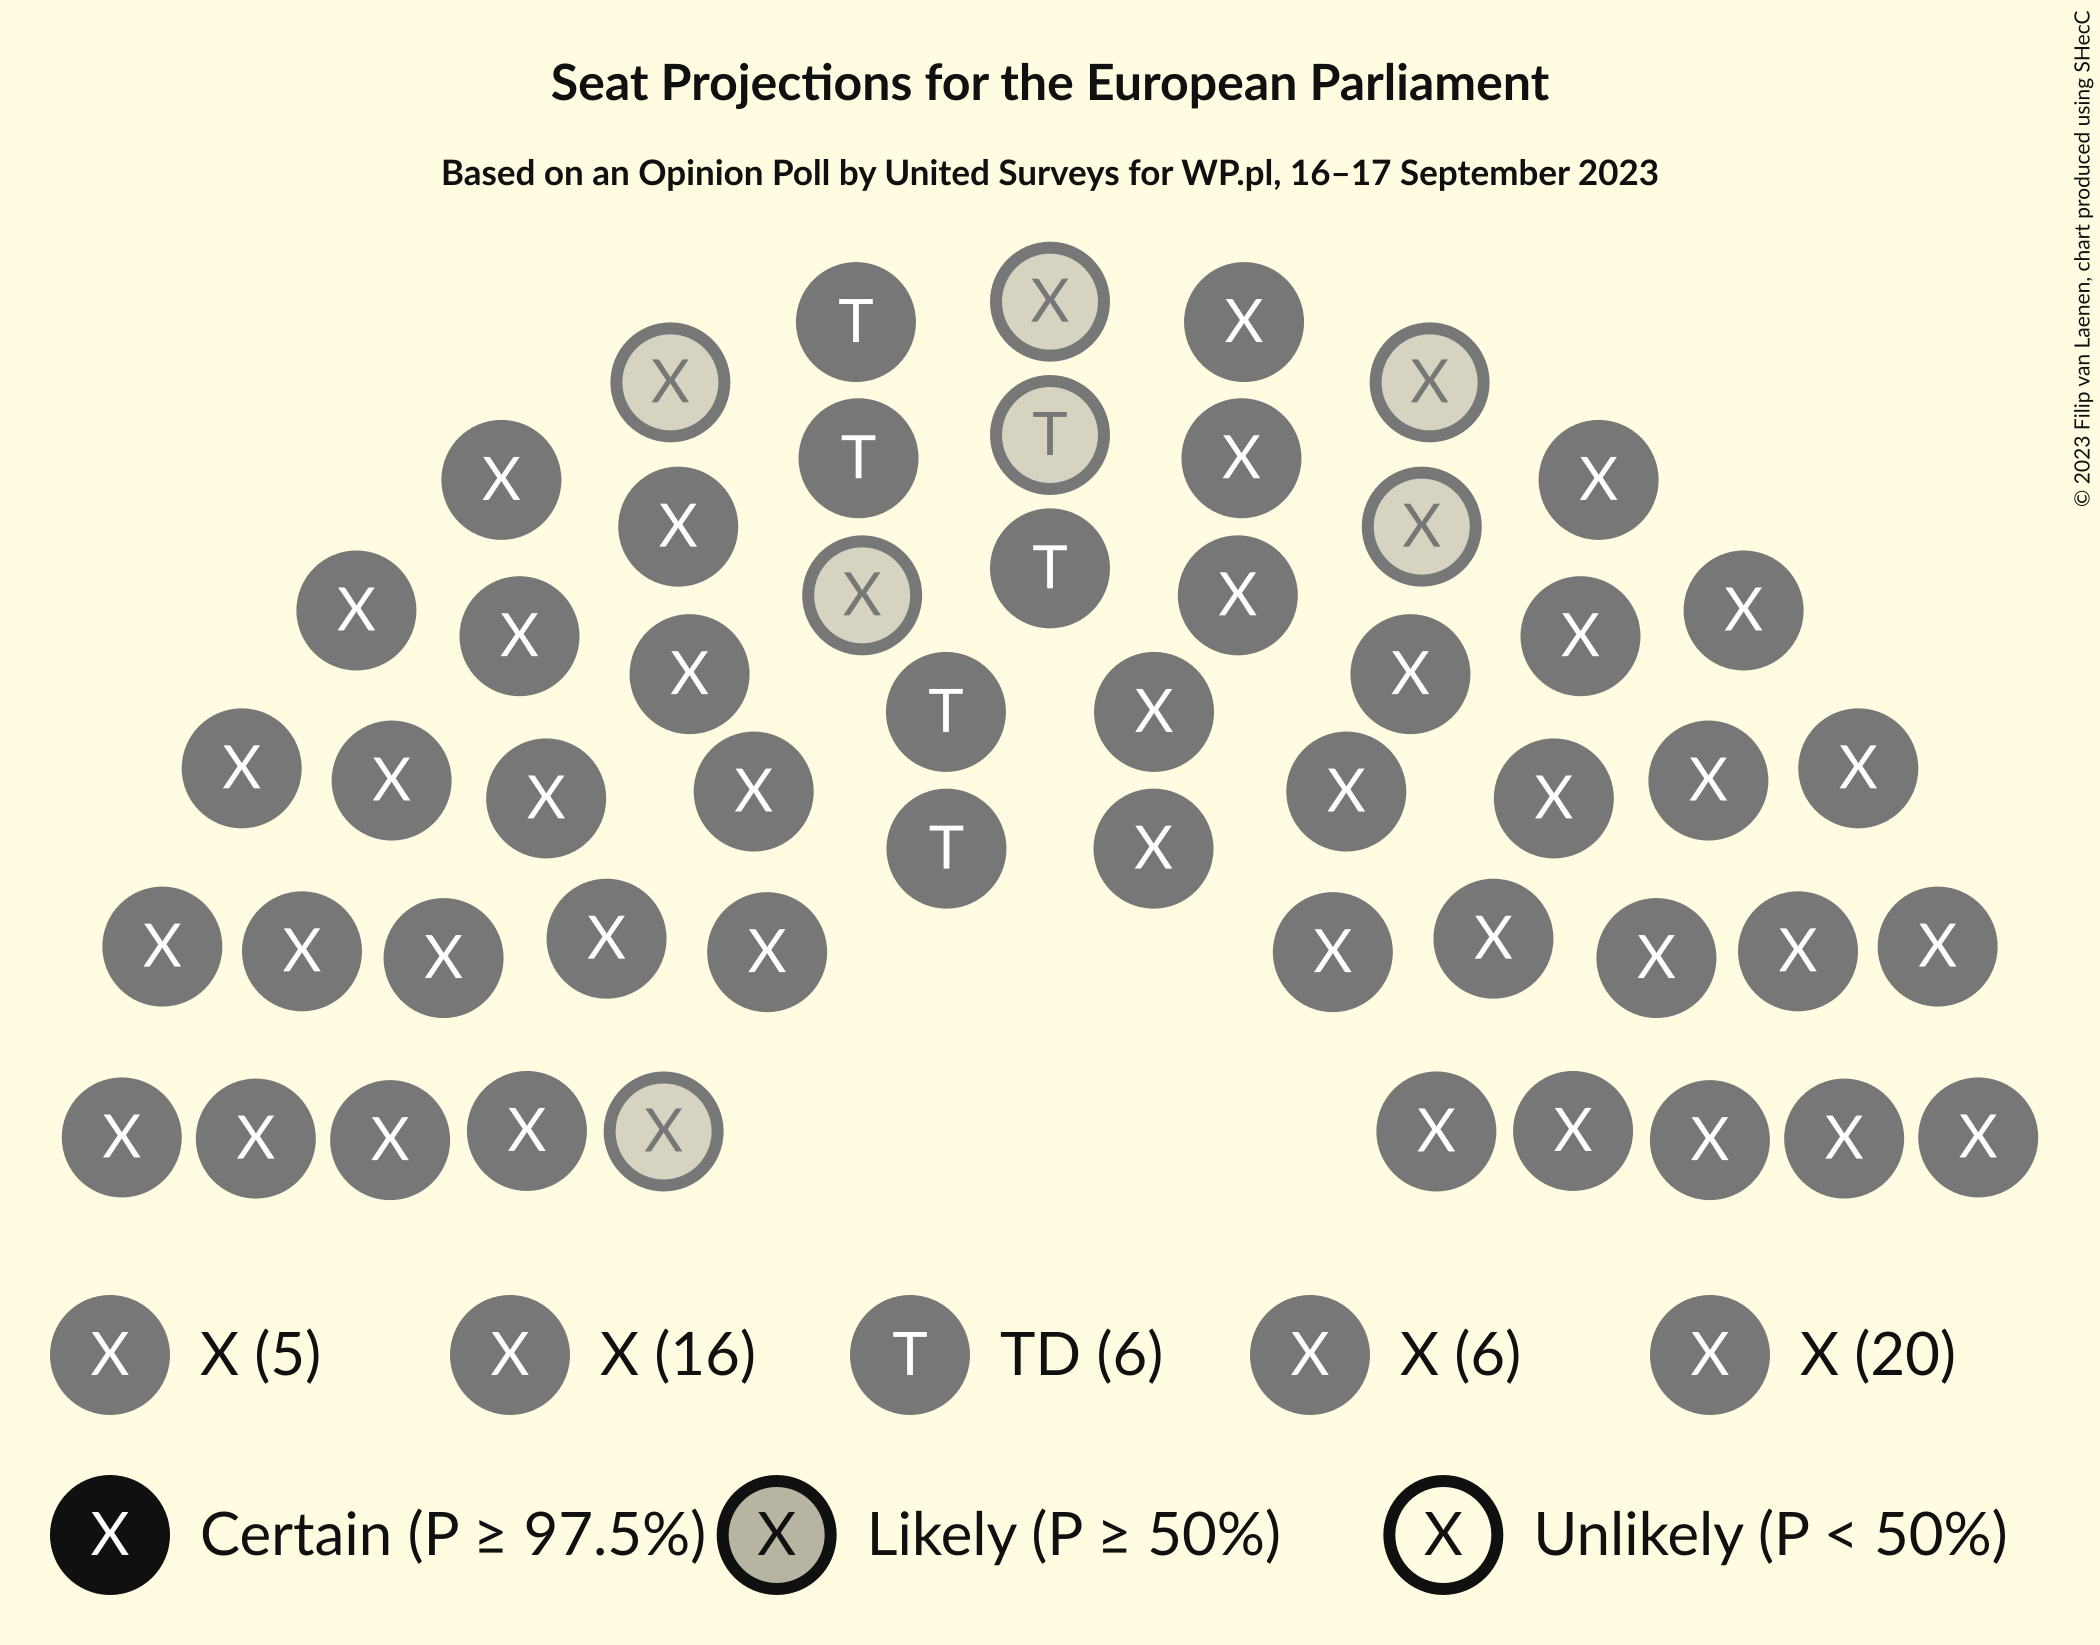 Seat Projections for the European Parliament
Based on an Opinion Poll by United Surveys for WP.pl, 16–17 September 2023
© 2023 Filip van Laenen, chart produced using SHecC
X
T X
X X
T
T X
X X X
X X
X T
X X
X X
X X
X X
T X
X X
X X
X X
X X
T X
X X
X X
X X
X X
X X
X X
X X
X X
X X
X X
X X
X X
X (5) X X (16) T TD (6) X X (6) X X (20)
X Certain (P ≥ 97.5%) X Likely (P ≥ 50%) X Unlikely (P < 50%)